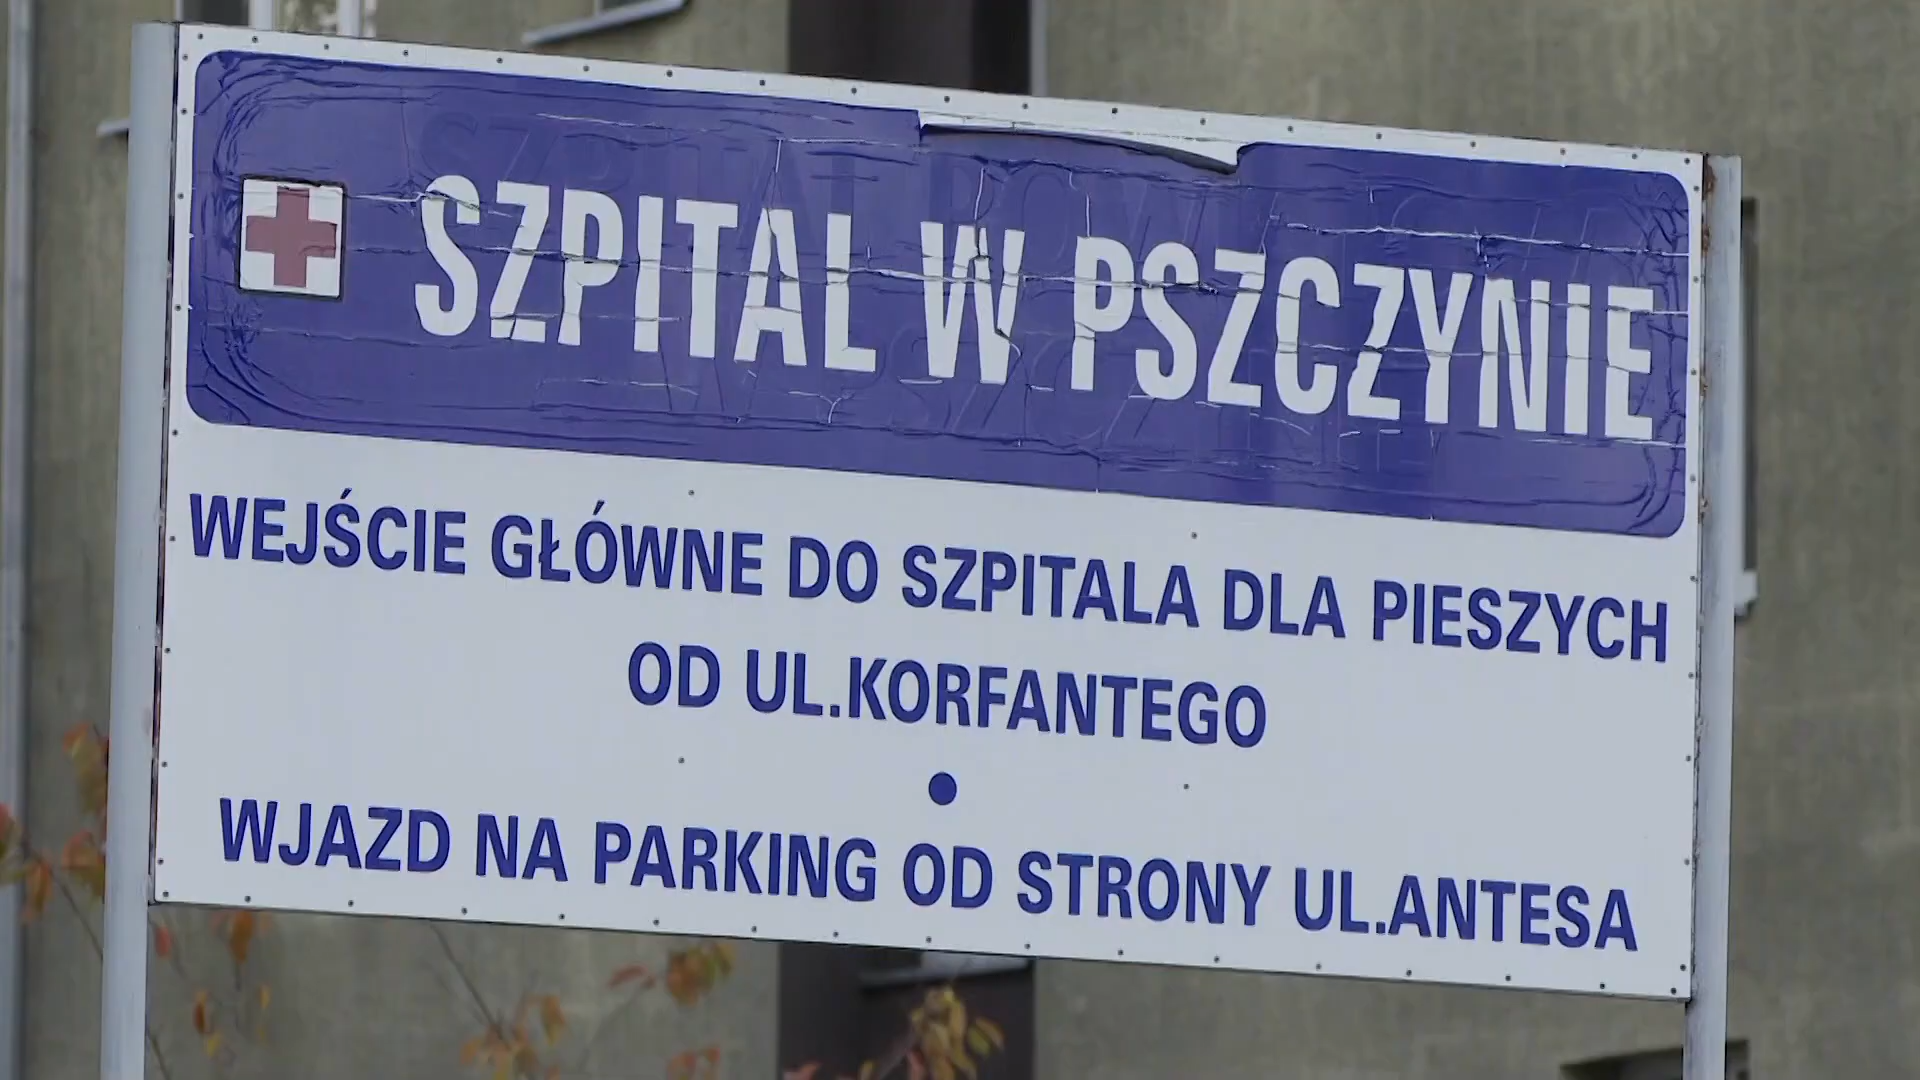 SZPITAL W PSZCZYNIE
WEJŚCIE GŁÓWNE DO SZPITALA DLA PIESZYCH
OD UL.KORFANTEGO
WJAZD NA PARKING OD STRONY UL.ANTESA